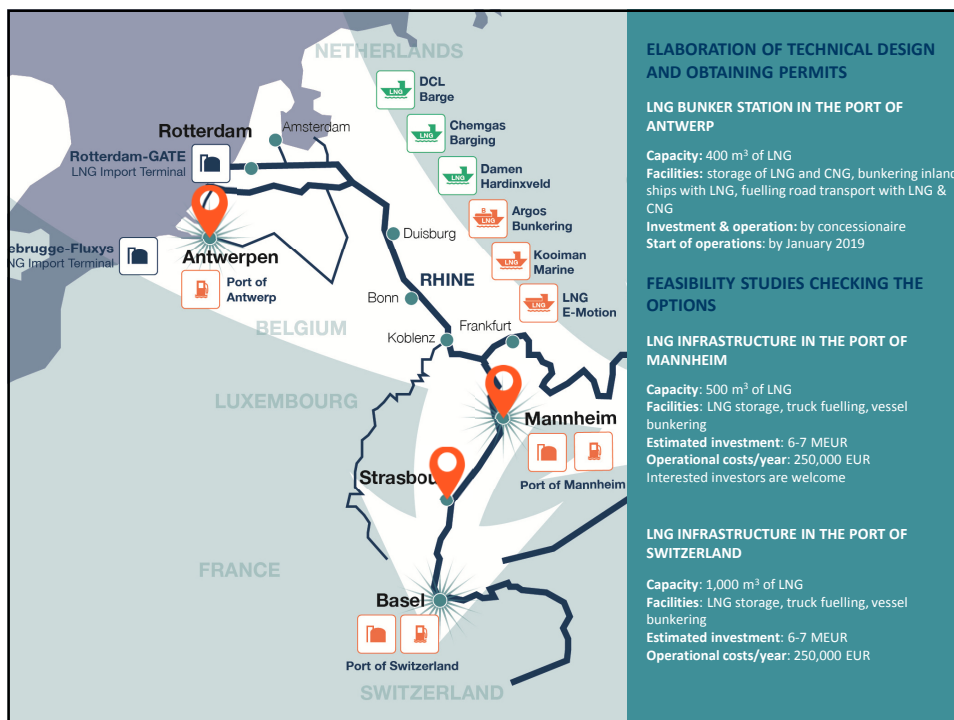 NETHERLANDS
DCL
Barge
Chemgas
Barging
Damen
Hardinxveld
Argos
Bunkering
Kooiman
Marine
LNG
E-Motion
LNG
LNG
LNG
LNG
LNG
Rotterdam
Amsterdam
Rotterdam-GATE
LNG Import Terminal
ebrugge-Fluxys
NG Import Terminal
Antwerpen
Port of
Antwerp
Duisburg
RHINE
Bonn
BELGIUM
Koblenz
Frankfurt
LUXEMBOURG
Mannheim
Port of Mannheim
Strasbou
FRANCE
Basel
Port of Switzerland
SWITZERLAND
ELABORATION OF TECHNICAL DESIGN
AND OBTAINING PERMITS
LNG BUNKER STATION IN THE PORT OF
ANTWERP
Capacity: 400 m³ of LNG
Facilities: storage of LNG and CNG, bunkering inland
ships with LNG, fuelling road transport with LNG &
CNG
Investment & operation: by concessionaire
Start of operations: by January 2019
FEASIBILITY STUDIES CHECKING THE
OPTIONS
LNG INFRASTRUCTURE IN THE PORT OF
MANNHEIM
Capacity: 500 m³ of LNG
Facilities: LNG storage, truck fuelling, vessel
bunkering
Estimated investment: 6-7 MEUR
Operational costs/year: 250,000 EUR
Interested investors are welcome
LNG INFRASTRUCTURE IN THE PORT OF
SWITZERLAND
Capacity: 1,000 m³ of LNG
Facilities: LNG storage, truck fuelling, vessel
bunkering
Estimated investment: 6-7 MEUR
Operational costs/year: 250,000 EUR